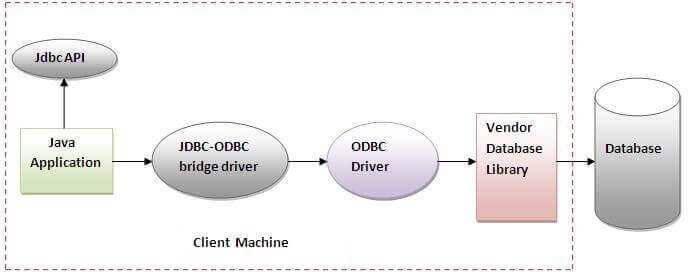 Jdbc API
Java
Application
JDBC-ODBC
bridge driver
ODBC
Driver
Vendor
Database
Library
Database
Client Machine